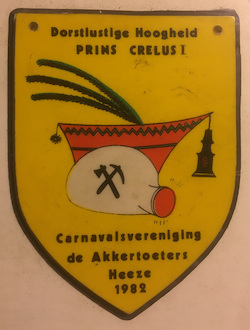 Dorstlustige Hoogheid
PRINS CRELUS I
Carnavalsvereniging
de Akkertoeters
Heeze
1982